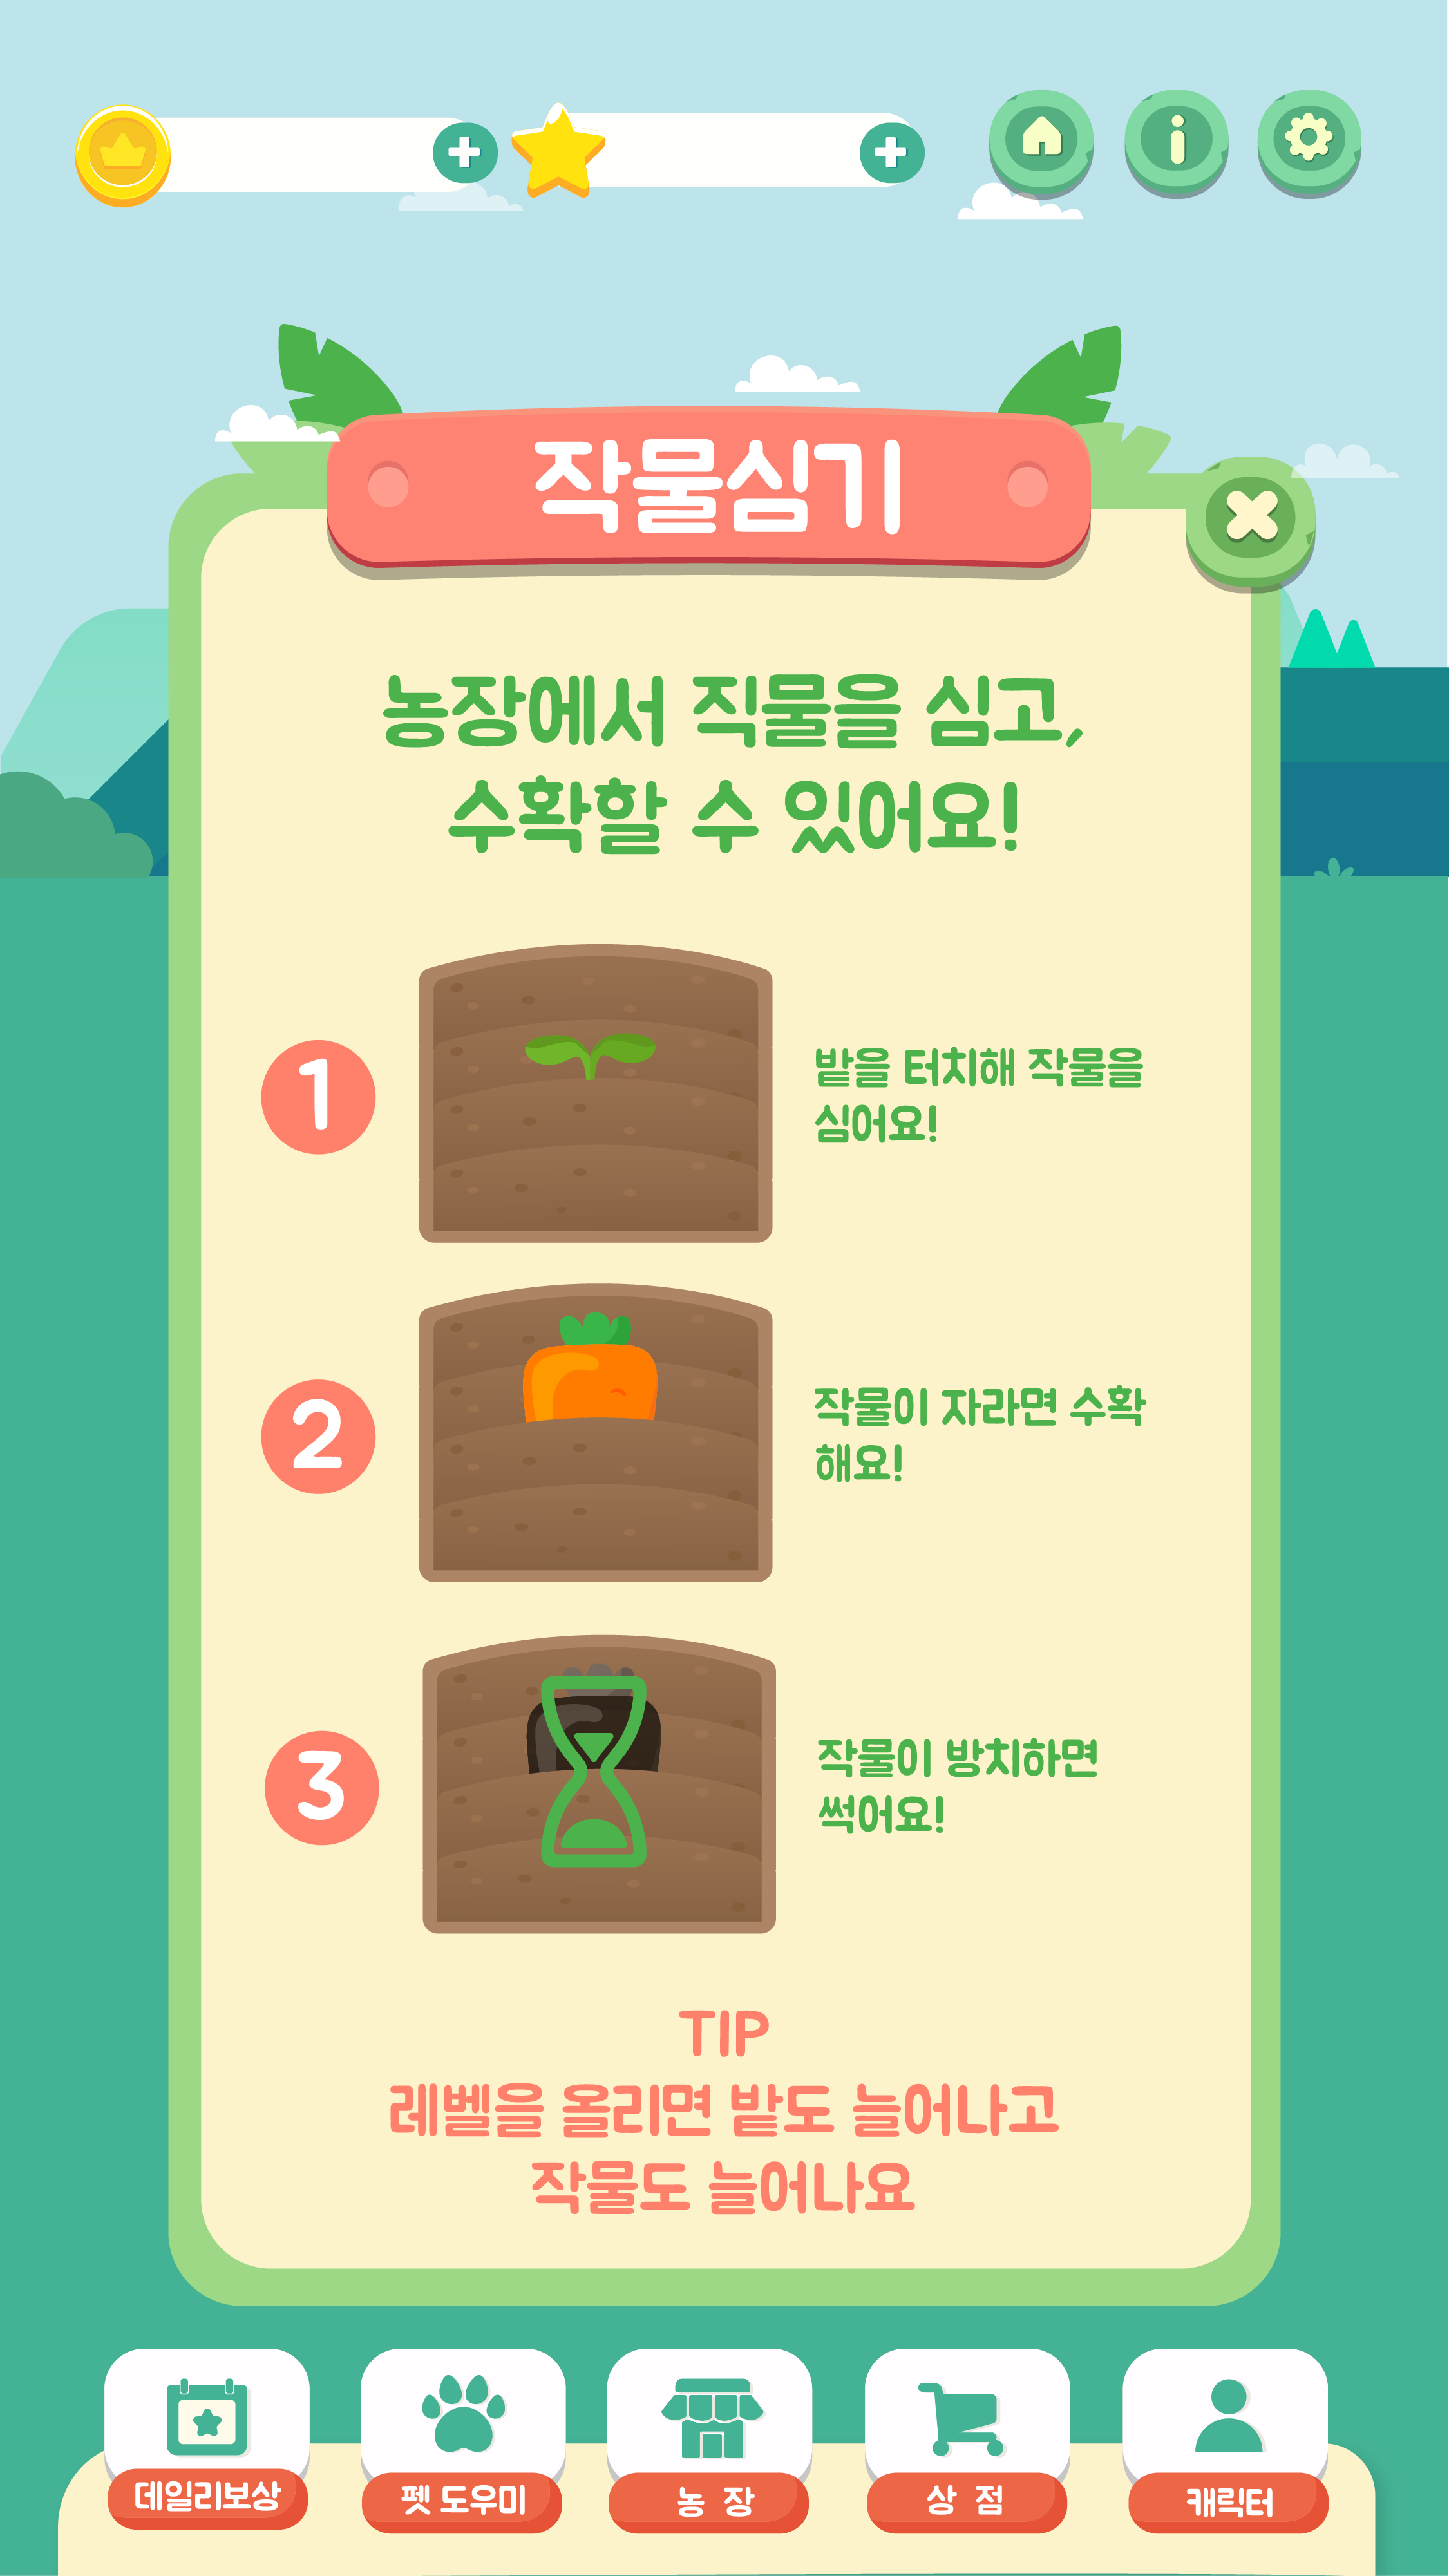 작물심기
농장에서 직물을 심고,
수확할 수 있어요!
1
밭을 터치해 작물을
심어요!
2
작물이 자라면 수확
해요!
3
작물이 방치하면
썩어요!
TIP
레벨을 올리면 밭도 늘어나고
작물도 늘어나요
데일리보상 펫 도우미 농 장 상 점 캐릭터